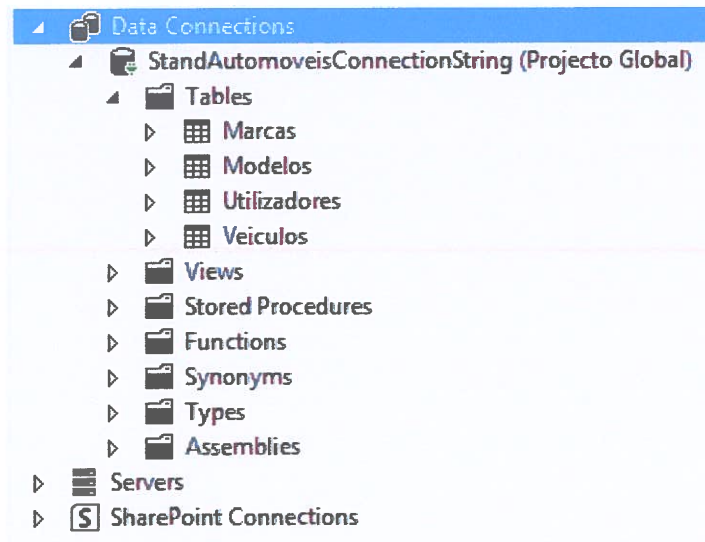 Data Connections
StandAutomoveisConnectionString (Projecto Global)
Tables
Marcas
Modelos
Utilizadores
Veiculos
Views
Stored Procedures
Functions
Synonyms
Types
Assemblies
Servers
SharePoint Connections